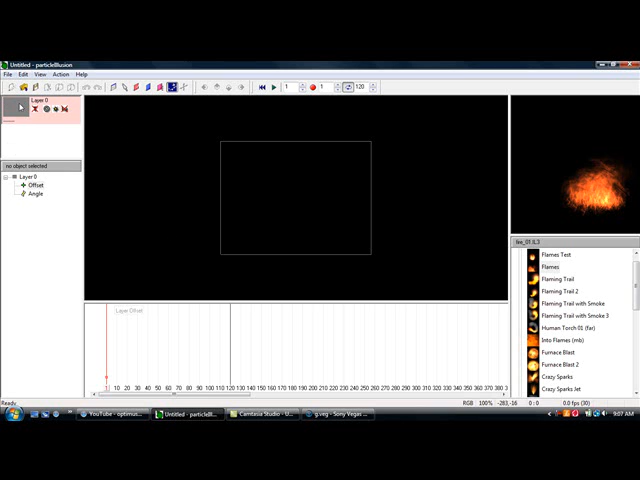 Untitled - particleIllusion
File Edit View Action Help
1 1 120
Layer 0
no object selected
Layer 0
Offset
Angle
fire_01.IL3
Flames Test
Flames
Flaming Trail
Flaming Trail 2
Flaming Trail with Smoke
Flaming Trail with Smoke 3
Human Torch 01 (far)
Into Flames (mb)
Furnace Blast
Furnace Blast 2
Crazy Sparks
Crazy Sparks Jet
Layer Offset
1 10 20 30 40 50 60 70 80 90 100 110 120 130 140 150 160 170 180 190 200 210 220 230 240 250 260 270 280 290 300 310 320 330 340 350 360 370 380 390 300 3
Ready
RGB 100% -283,-16 0 : 0 0.0 fps (30)
YouTube - optimus...
Untitled - particleIl...
Camtasia Studio - U...
g.veg - Sony Vegas ...
9:07 AM